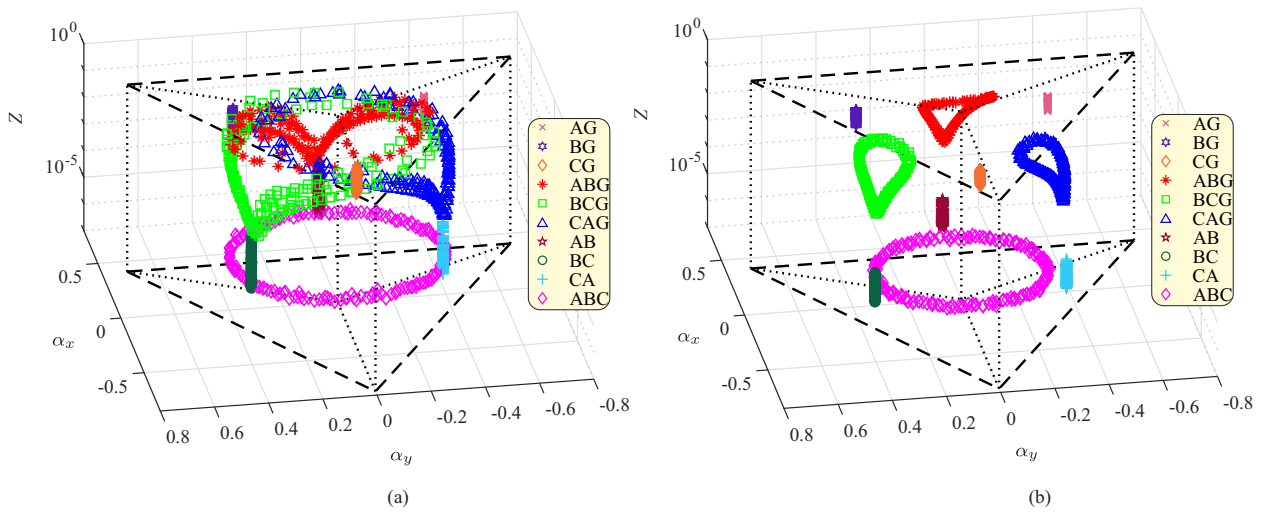 10^0
Z
10^-5
0.5
0
-0.5
α_x
0.8
0.6
0.4
0.2
0
-0.2
-0.4
-0.6
-0.8
α_y
AG
BG
CG
ABG
BCG
CAG
AB
BC
CA
ABC
(a)
10^0
Z
10^-5
0.5
0
-0.5
α_x
0.8
0.6
0.4
0.2
0
-0.2
-0.4
-0.6
-0.8
α_y
AG
BG
CG
ABG
BCG
CAG
AB
BC
CA
ABC
(b)